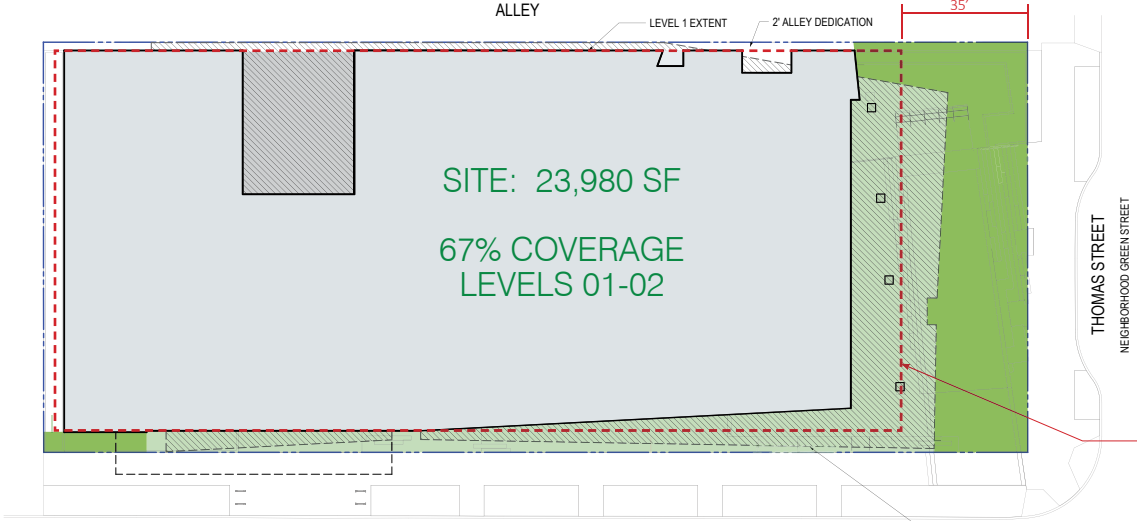 ALLEY
35'
LEVEL 1 EXTENT
2' ALLEY DEDICATION
SITE: 23,980 SF
67% COVERAGE
LEVELS 01-02
THOMAS STREET
NEIGHBORHOOD GREEN STREET